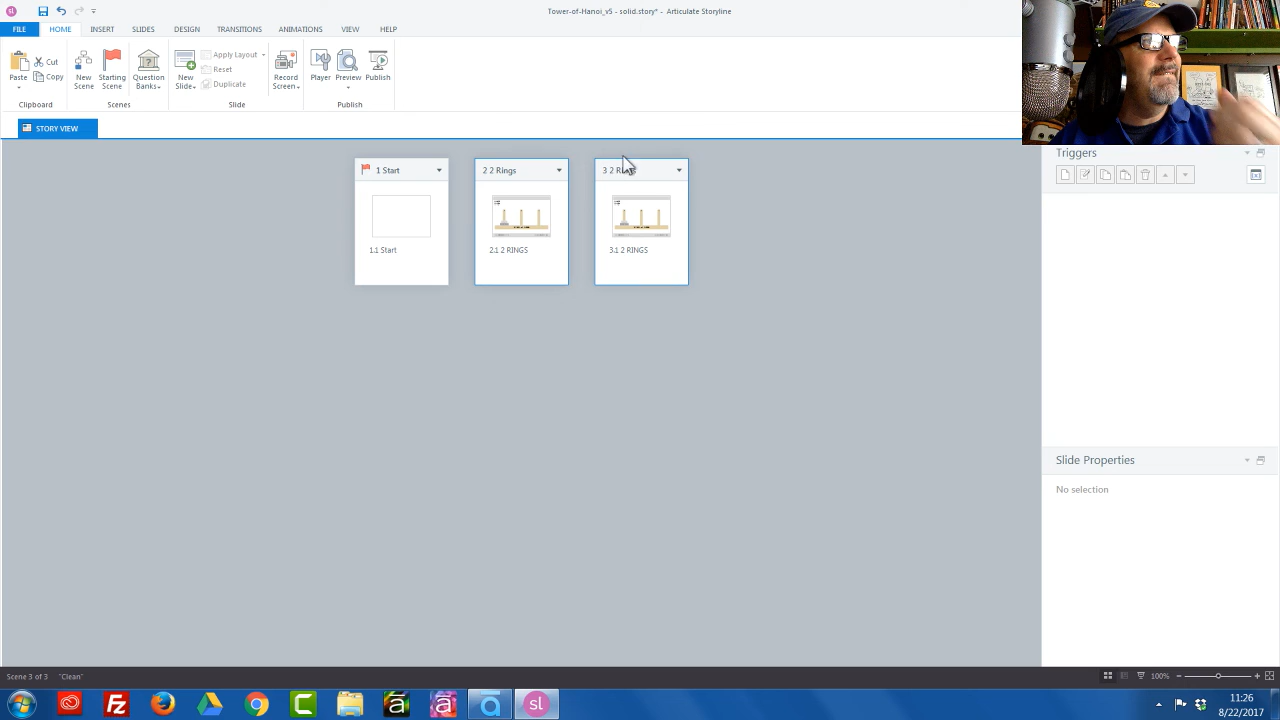 sl
Tower-of-Hanoi_v5 - solid.story* - Articulate Storyline
FILE HOME INSERT SLIDES DESIGN TRANSITIONS ANIMATIONS VIEW HELP
Paste Cut Copy
New Scene Starting Scene Question Banks
New Slide Apply Layout Reset Duplicate
Record Screen
Player Preview Publish
Clipboard Scenes Slide Publish
STORY VIEW
1 Start
1.1 Start
2 2 Rings
2.1 2 RINGS
3 2
3.1 2 RINGS
Triggers
Slide Properties
No selection
Scene 3 of 3 "Clean"
100%
Fz
C
a
a
a
sl
11:26
8/22/2017